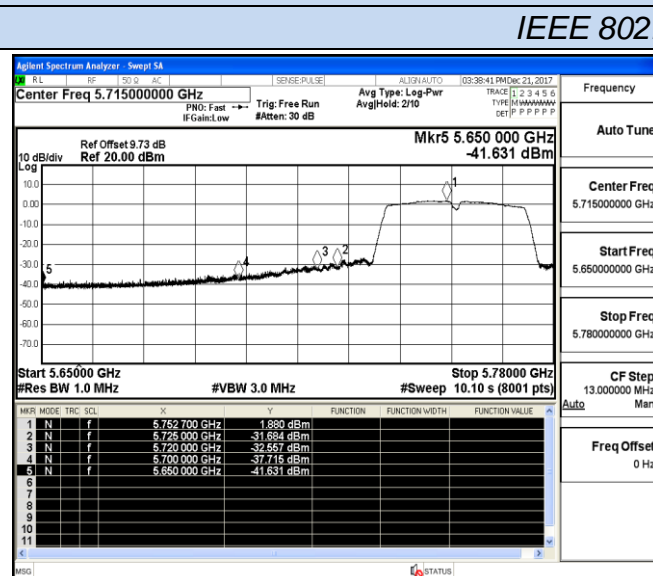 IEEE 802
Agilent Spectrum Analyzer - Swept SA
RL RF 50 Ω AC SENSE:PULSE ALIGNAUTO 03:38:41 PM Dec 21, 2017
Center Freq 5.715000000 GHz
PNO: Fast
IFGain:Low
Trig: Free Run
#Atten: 30 dB
Avg Type: Log-Pwr
Avg|Hold: 2/10
TRACE 1 2 3 4 5 6
TYPE M W W W W W
DET P P P P P P
Ref Offset 9.73 dB
Ref 20.00 dBm
Mkr5 5.650 000 GHz
-41.631 dBm
10 dB/div
Log
10.0
0.00
-10.0
-20.0
-30.0
-40.0
-50.0
-60.0
-70.0
1
2
3
4
5
Start 5.65000 GHz Stop 5.78000 GHz
#Res BW 1.0 MHz #VBW 3.0 MHz #Sweep 10.10 s (8001 pts)
MKR MODE TRC SCL X Y FUNCTION FUNCTION WIDTH FUNCTION VALUE
1 N f 5.752 700 GHz 1.880 dBm
2 N f 5.725 000 GHz -31.684 dBm
3 N f 5.720 000 GHz -32.557 dBm
4 N f 5.700 000 GHz -37.715 dBm
5 N f 5.650 000 GHz -41.631 dBm
6
7
8
9
10
11
MSG STATUS
Frequency
Auto Tune
Center Freq
5.715000000 GHz
Start Freq
5.650000000 GHz
Stop Freq
5.780000000 GHz
CF Step
13.000000 MHz
Auto Man
Freq Offset
0 Hz